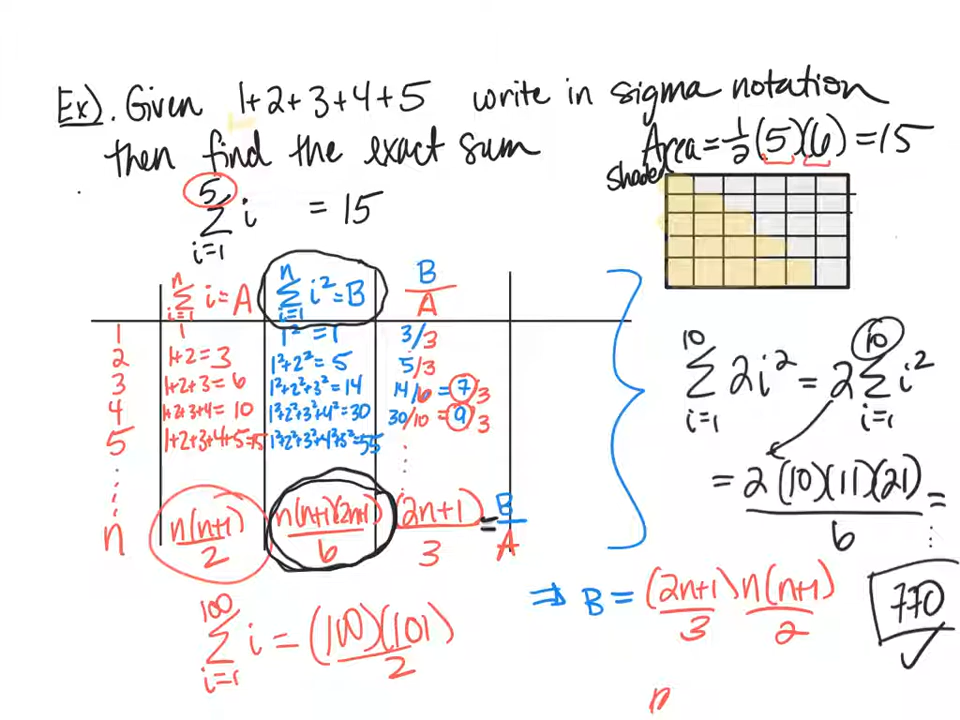 Ex). Given 1+2+3+4+5 write in sigma notation
then find the exact sum
Area = 1/2 (5)(6) = 15
shaded
5
∑ i = 15
i=1
n ∑ i=1 i = A
n ∑ i=1 i² = B
B/A
1 1 1² = 1 3/3
2 1+2 = 3 1²+2² = 5 5/3
3 1+2+3 = 6 1²+2²+3² = 14 14/6 = 7/3
4 1+2+3+4 = 10 1²+2²+3²+4² = 30 30/10 = 9/3
5 1+2+3+4+5=15 1²+2²+3²+4²+5²=55
n n(n+1)/2 n(n+1)(2n+1)/6 (2n+1)/3 = B/A
100 ∑ i=1 i = (100)(101)/2
10 ∑ i=1 2i² = 2 10 ∑ i=1 i²
= 2 (10)(11)(21)/6 =
⇒ B = (2n+1)/3 n(n+1)/2
770 ✓
n